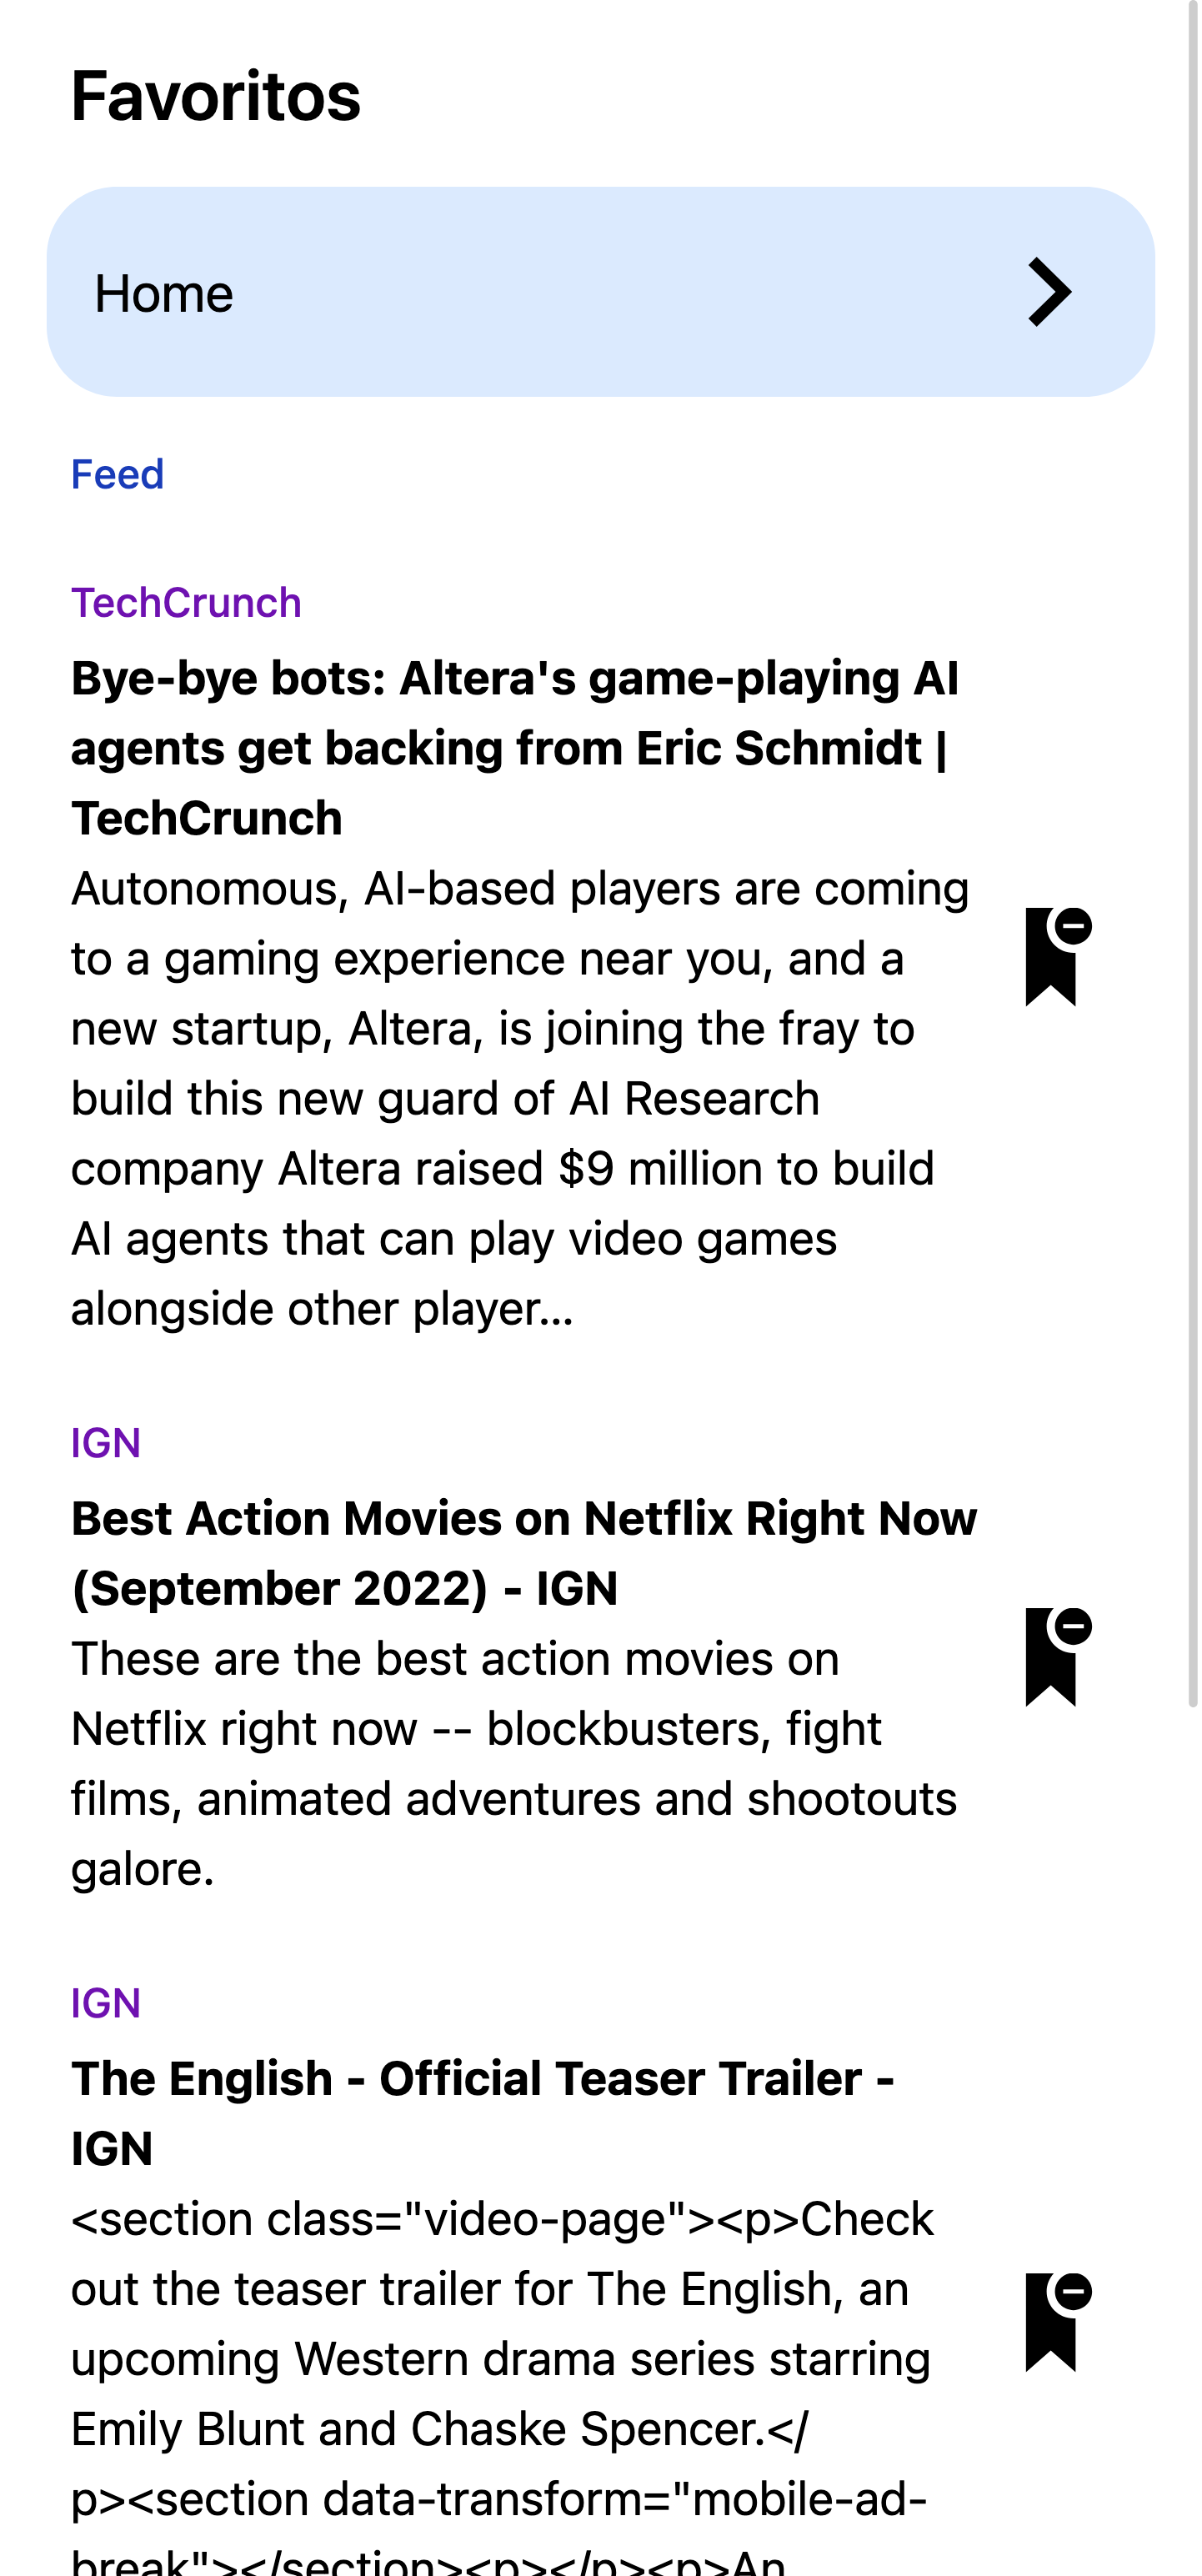 Favoritos
Home
Feed
TechCrunch
Bye-bye bots: Altera's game-playing AI
agents get backing from Eric Schmidt |
TechCrunch
Autonomous, AI-based players are coming
to a gaming experience near you, and a
new startup, Altera, is joining the fray to
build this new guard of AI Research
company Altera raised $9 million to build
AI agents that can play video games
alongside other player...
IGN
Best Action Movies on Netflix Right Now
(September 2022) - IGN
These are the best action movies on
Netflix right now -- blockbusters, fight
films, animated adventures and shootouts
galore.
IGN
The English - Official Teaser Trailer -
IGN
<section class="video-page"><p>Check
out the teaser trailer for The English, an
upcoming Western drama series starring
Emily Blunt and Chaske Spencer.</
p><section data-transform="mobile-ad-
break"></section><p></p><p>An